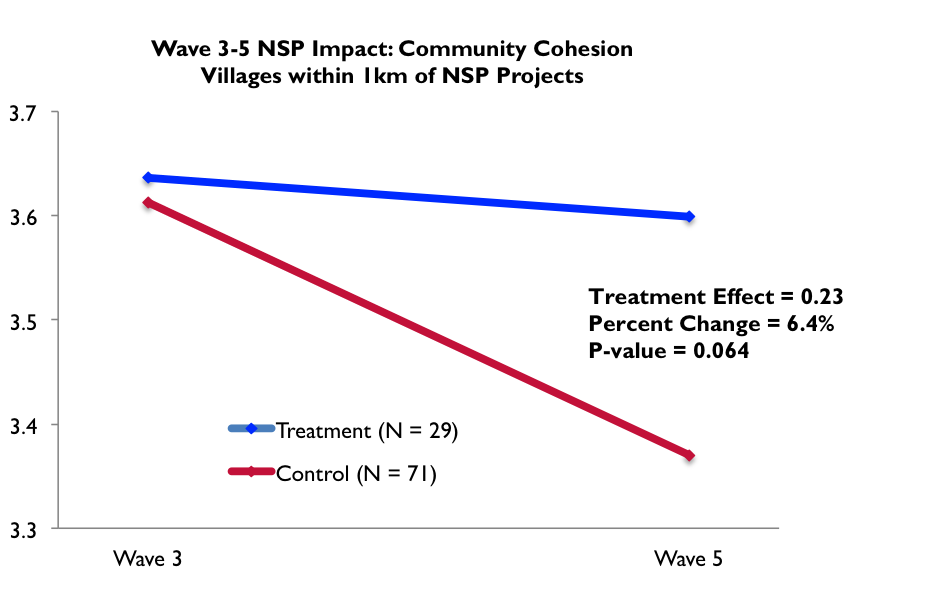 Wave 3-5 NSP Impact: Community Cohesion
Villages within 1km of NSP Projects
3.7
3.6
3.5
3.4
3.3
Treatment Effect = 0.23
Percent Change = 6.4%
P-value = 0.064
Treatment (N = 29)
Control (N = 71)
Wave 3
Wave 5